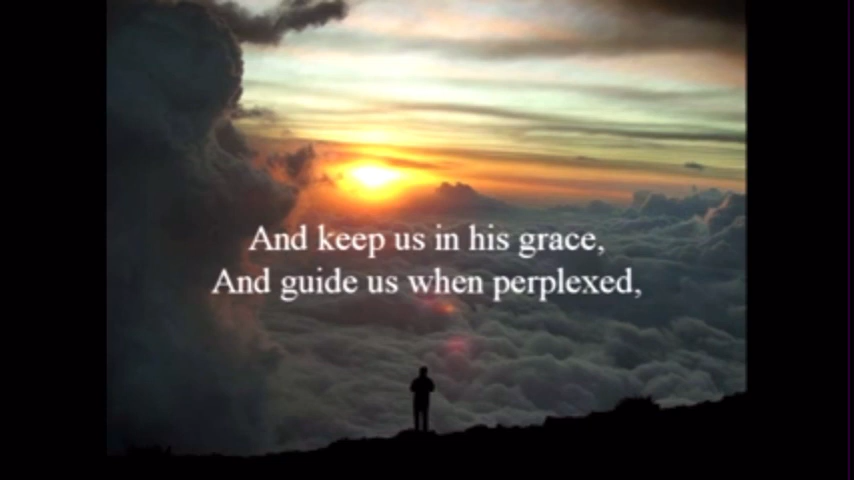 And keep us in his grace,
And guide us when perplexed,